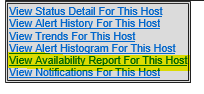 View Status Detail For This Host
View Alert History For This Host
View Trends For This Host
View Alert Histogram For This Host
View Availability Report For This Host
View Notifications For This Host